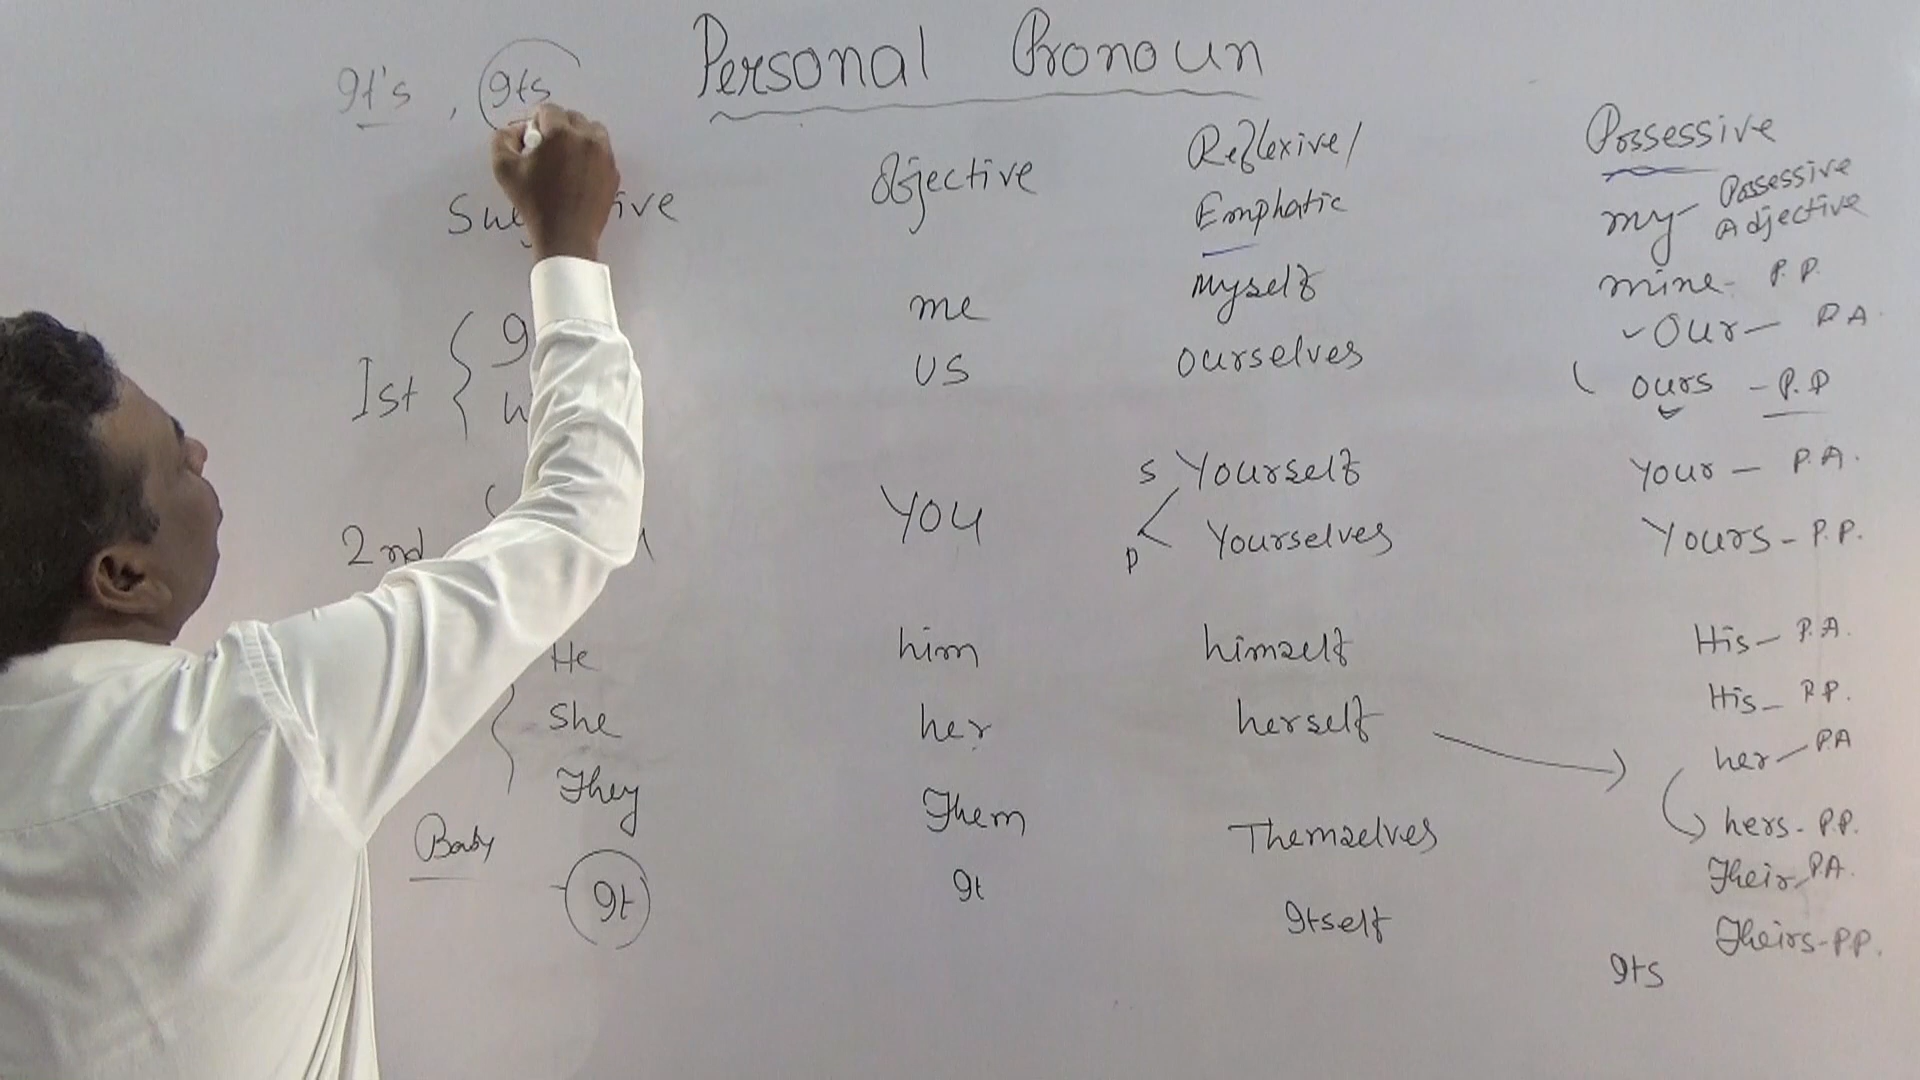 It's, Its
Personal Pronoun
Objective
Reflexive/
Emphatic
Possessive
my - Possessive
Adjective
Ist
me
Myself
mine - P.P.
Our - P.A.
US
Ourselves
Ours - P.P
2nd
You
S Yourself
P Yourselves
Your - P.A.
Yours - P.P.
He
him
himself
His - P.A.
His - P.P.
She
her
herself
her - P.A
hers - P.P.
They
Them
Themselves
Their - P.A.
Theirs - P.P.
Baby
It
It
Itself
Its